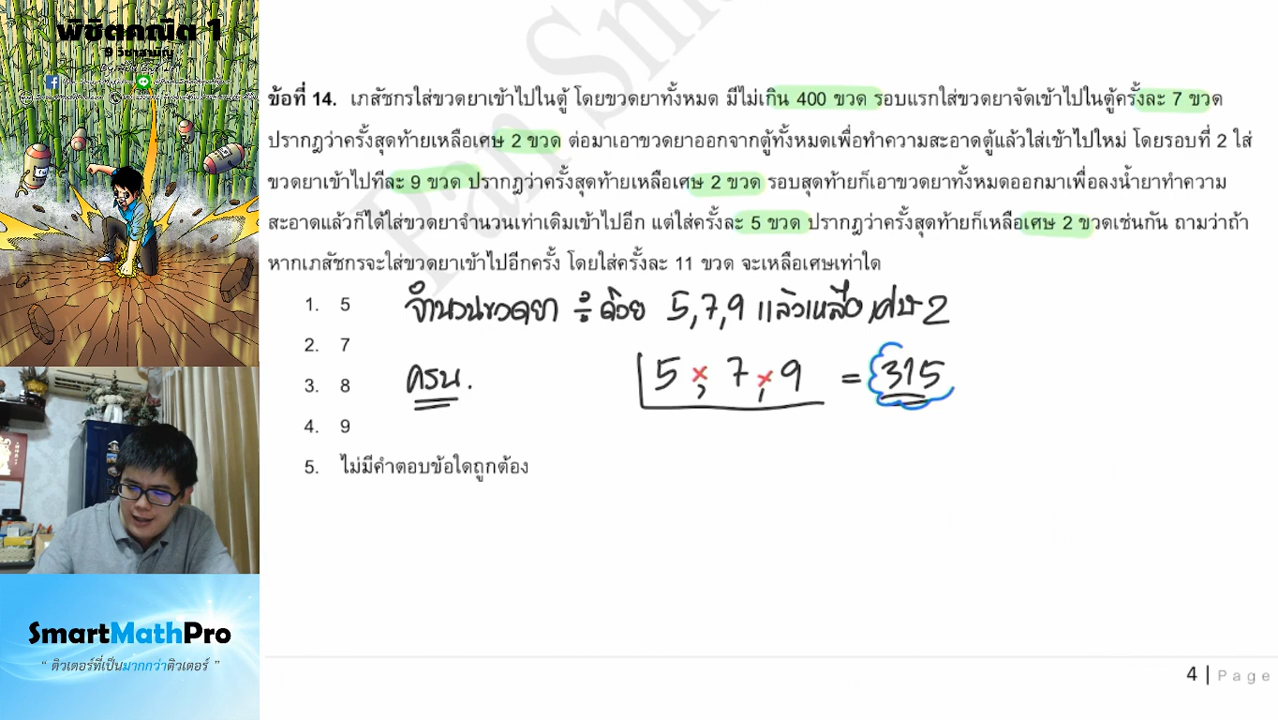 พิชิตคณิต 1
9 วิชาสามัญ
ข้อที่ 14. เภสัชกรใส่ขวดยาเข้าไปในตู้ โดยขวดยาทั้งหมด มีไม่เกิน 400 ขวด รอบแรกใส่ขวดยาจัดเข้าไปในตู้ครั้งละ 7 ขวด
ปรากฎว่าครั้งสุดท้ายเหลือเศษ 2 ขวด ต่อมาเอาขวดยาออกจากตู้ทั้งหมดเพื่อทำความสะอาดตู้แล้วใส่เข้าไปใหม่ โดยรอบที่ 2 ใส่
ขวดยาเข้าไปทีละ 9 ขวด ปรากฎว่าครั้งสุดท้ายเหลือเศษ 2 ขวด รอบสุดท้ายก็เอาขวดยาทั้งหมดออกมาเพื่อลงน้ำยาทำความ
สะอาดแล้วก็ได้ใส่ขวดยาจำนวนเท่าเดิมเข้าไปอีก แต่ใส่ครั้งละ 5 ขวด ปรากฎว่าครั้งสุดท้ายก็เหลือเศษ 2 ขวดเช่นกัน ถามว่าถ้า
หากเภสัชกรจะใส่ขวดยาเข้าไปอีกครั้ง โดยใส่ครั้งละ 11 ขวด จะเหลือเศษเท่าใด
1. 5
จำนวนขวดยา ÷ ด้วย 5,7,9 แล้วเหลือเศษ 2
2. 7
3. 8
ครน. 5 × , 7 × , 9 = 315
4. 9
5. ไม่มีคำตอบข้อใดถูกต้อง
SmartMathPro
“ ติวเตอร์ที่เป็นมากกว่าติวเตอร์ ”
4 | Page